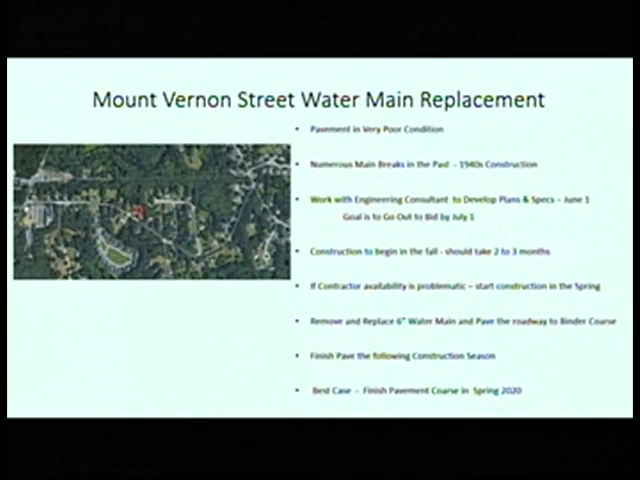 Mount Vernon Street Water Main Replacement
• Pavement in Very Poor Condition
• Numerous Main Breaks in the Past - 1940s Construction
• Work with Engineering Consultant to Develop Plans & Specs – June 1
Goal is to Go Out to Bid by July 1
• Construction to begin in the fall - should take 2 to 3 months
• If Contractor availability is problematic – start construction in the Spring
• Remove and Replace 6" Water Main and Pave the roadway to Binder Coarse
• Finish Pave the following Construction Season
• Best Case - Finish Pavement Coarse in Spring 2020